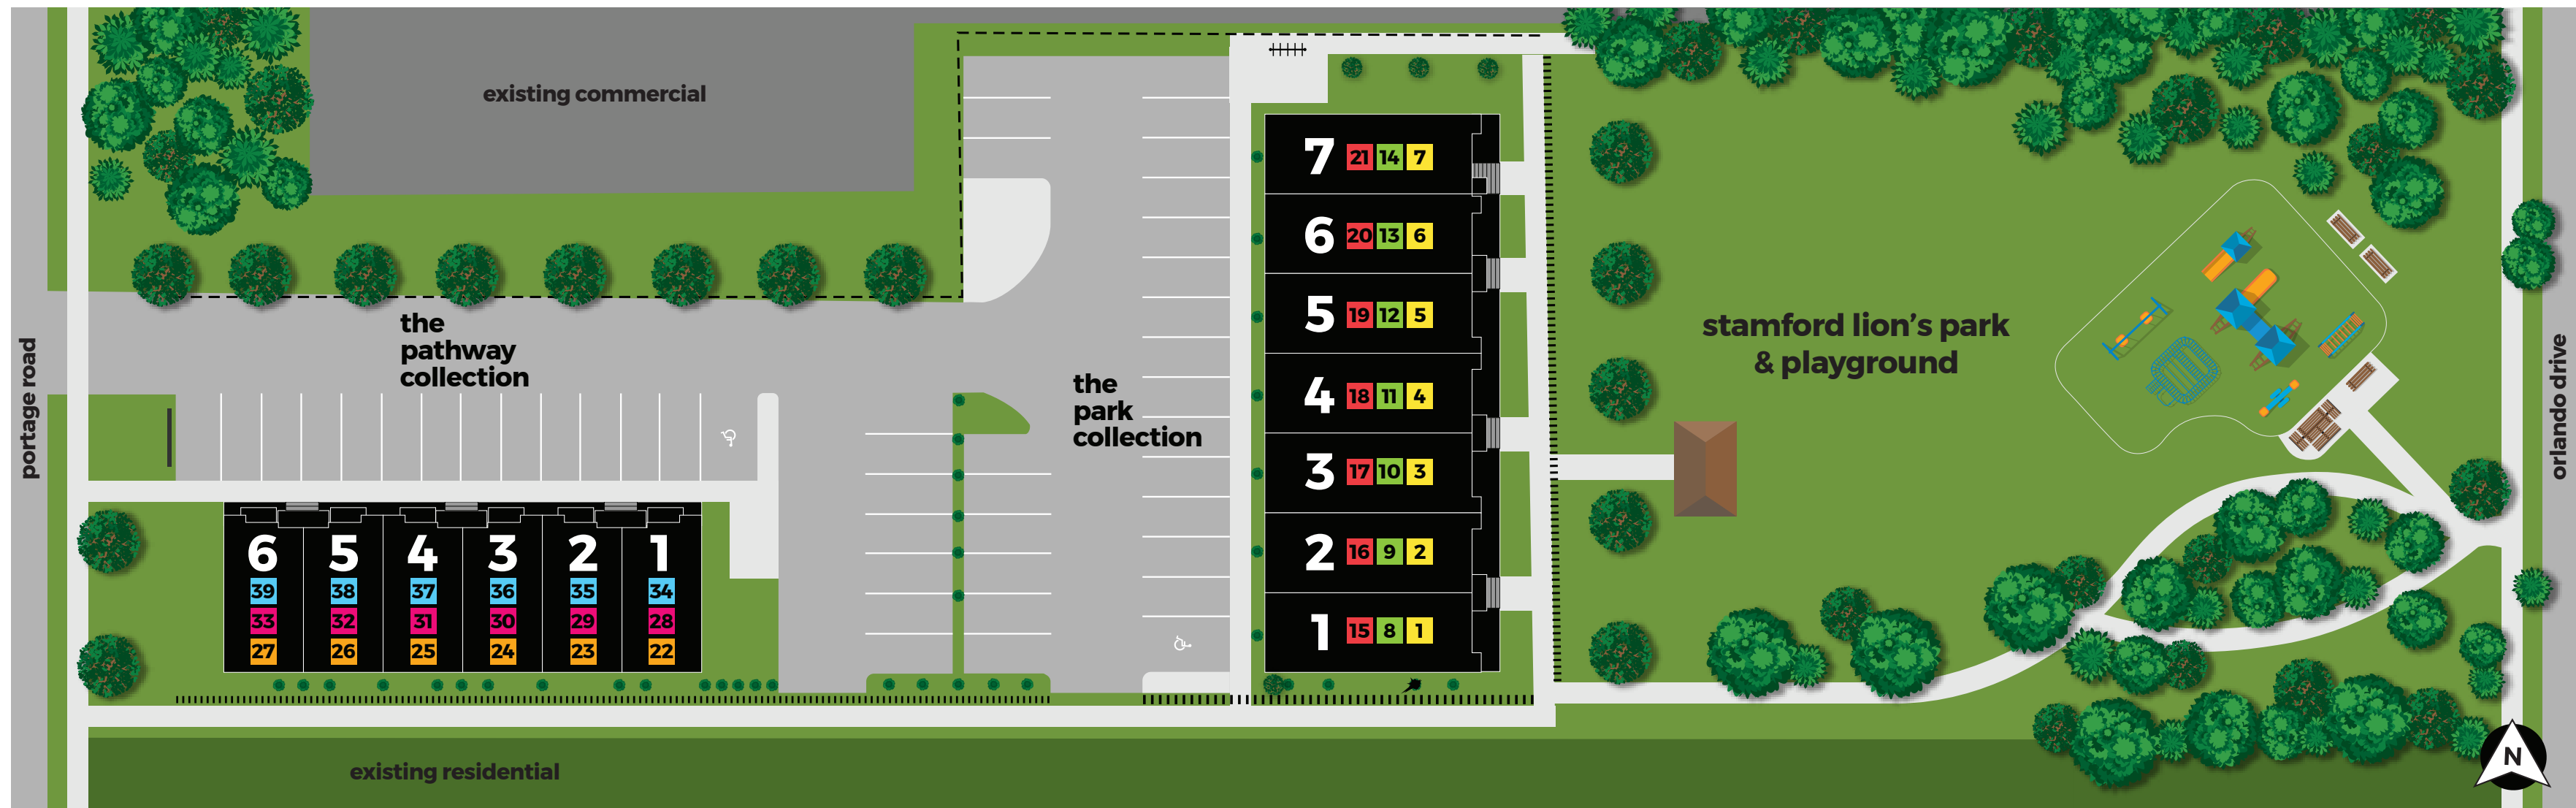 existing commercial
the
pathway
collection
the
park
collection
portage road
7 21 14 7
6 20 13 6
5 19 12 5
4 18 11 4
3 17 10 3
2 16 9 2
1 15 8 1
stamford lion's park
& playground
orlando drive
6 5 4 3 2 1
39 38 37 36 35 34
33 32 31 30 29 28
27 26 25 24 23 22
existing residential
N